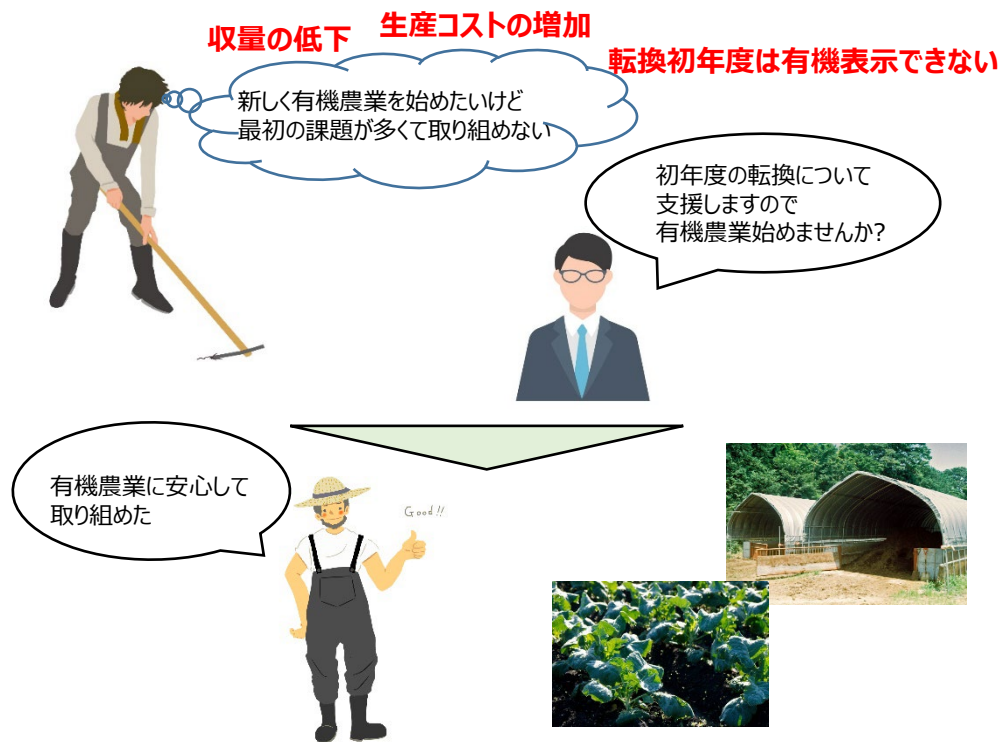 収量の低下
生産コストの増加
転換初年度は有機表示できない
新しく有機農業を始めたいけど
最初の課題が多くて取り組めない
初年度の転換について
支援しますので
有機農業始めませんか?
有機農業に安心して
取り組めた
Good!!